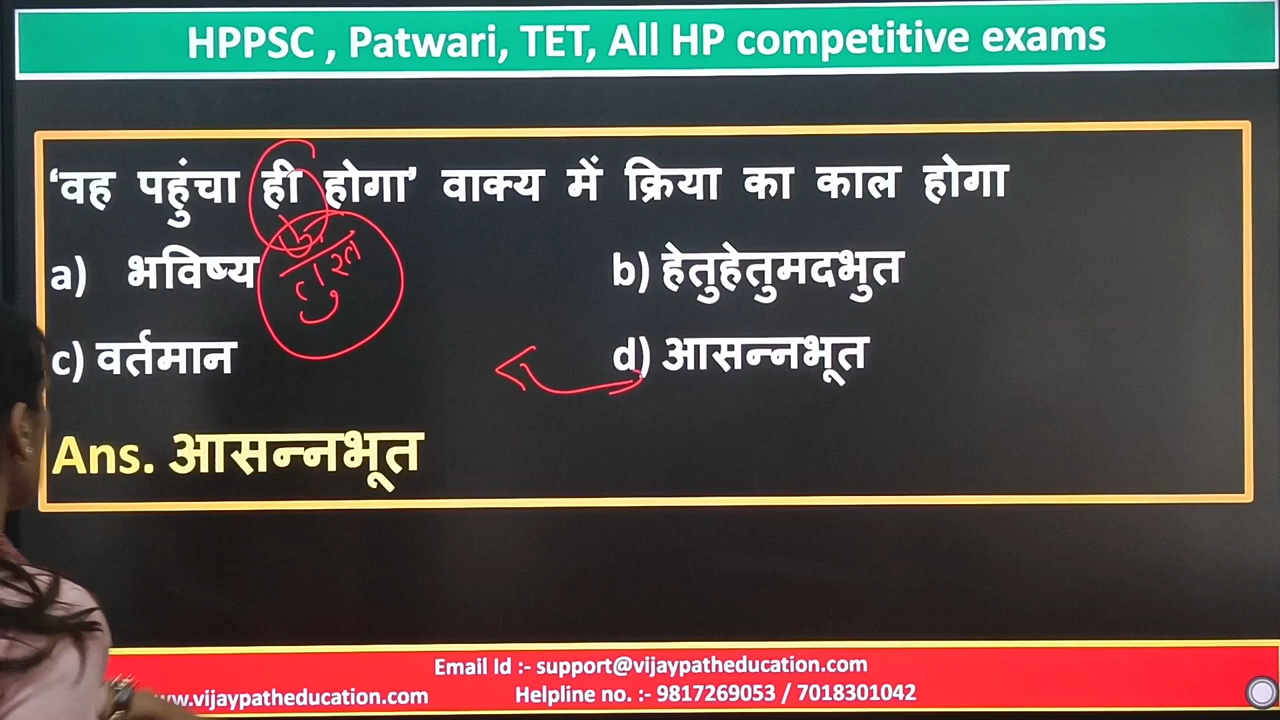 HPPSC , Patwari, TET, All HP competitive exams
‘वह पहुंचा ही होगा’ वाक्य में क्रिया का काल होगा
a) भविष्य
b) हेतुहेतुमदभुत
c) वर्तमान
d) आसन्नभूत
Ans. आसन्नभूत
Email Id :- support@vijaypatheducation.com
www.vijaypatheducation.com
Helpline no. :- 9817269053 / 7018301042